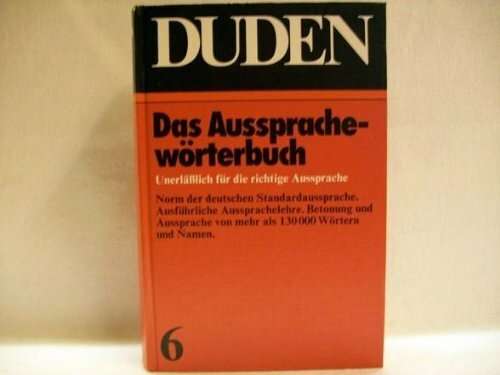 DUDEN
Das Aussprache-
wörterbuch
Unerläßlich für die richtige Aussprache
Norm der deutschen Standardaussprache.
Ausführliche Aussprachelehre. Betonung und
Aussprache von mehr als 130 000 Wörtern
und Namen.
6